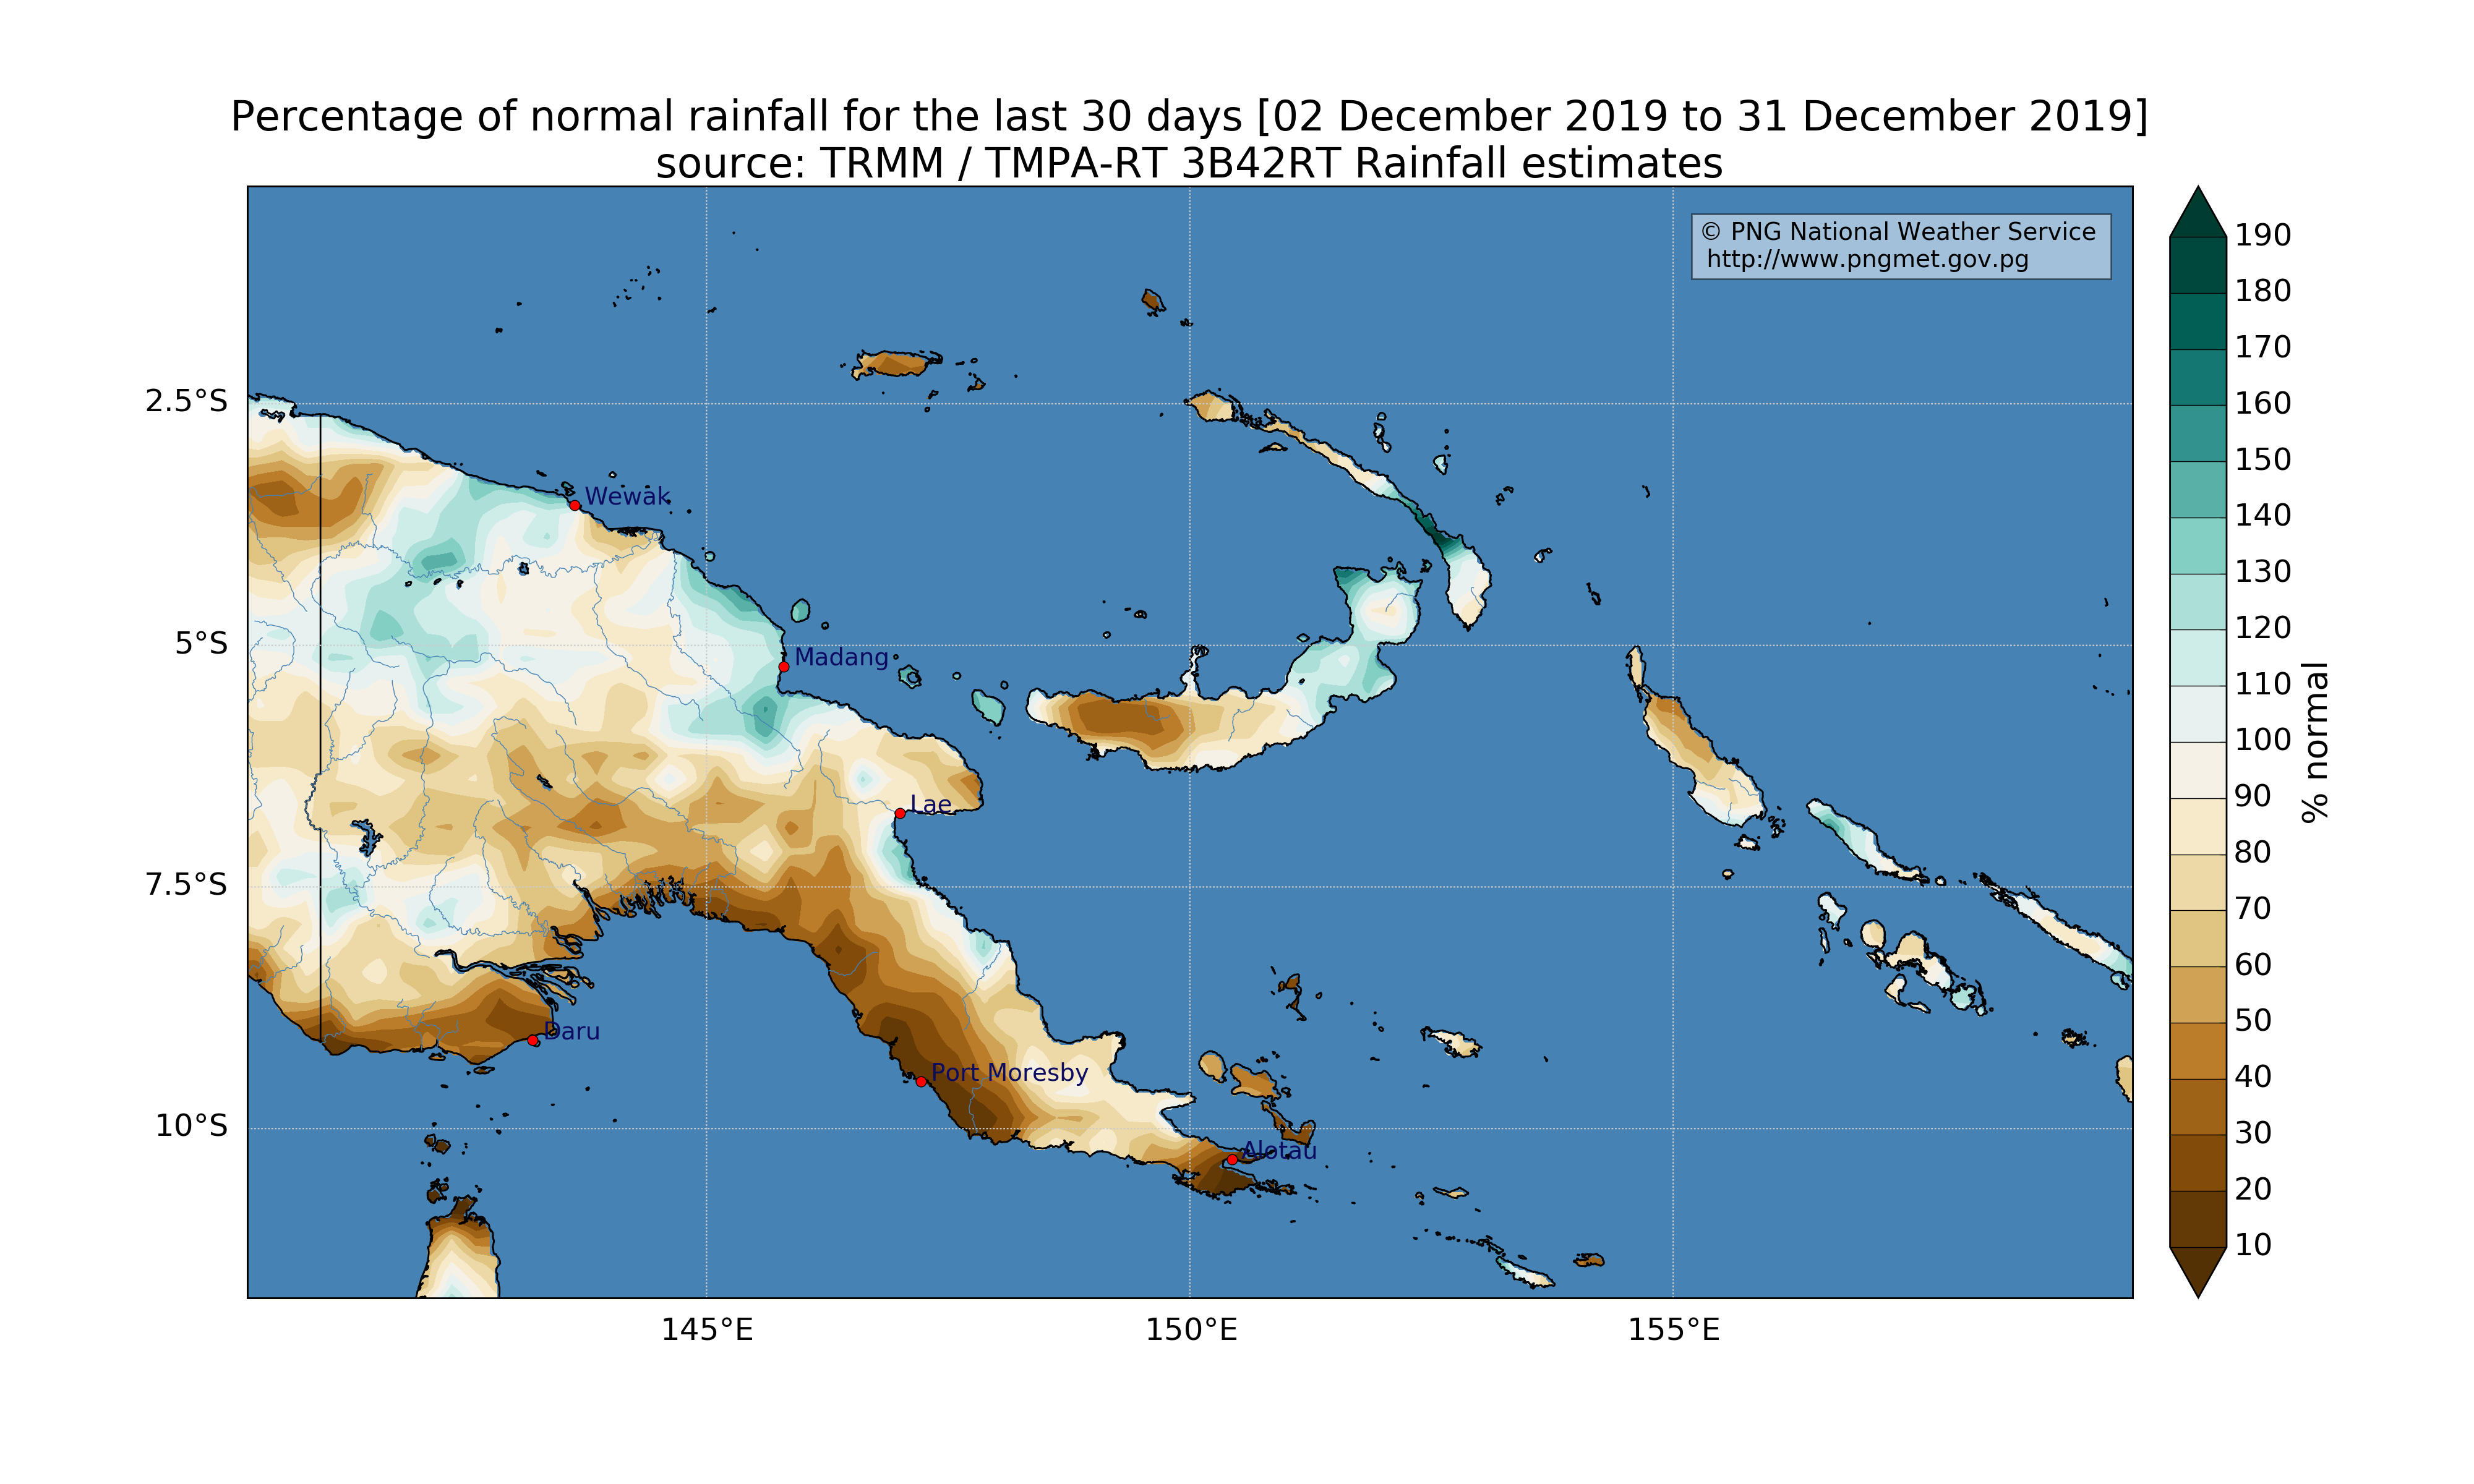 Percentage of normal rainfall for the last 30 days [02 December 2019 to 31 December 2019]
source: TRMM / TMPA-RT 3B42RT Rainfall estimates
© PNG National Weather Service
http://www.pngmet.gov.pg
2.5°S
5°S
7.5°S
10°S
Wewak
Madang
Lae
Daru
Port Moresby
Alotau
145°E
150°E
155°E
190
180
170
160
150
140
130
120
110
100
90
80
70
60
50
40
30
20
10
% normal